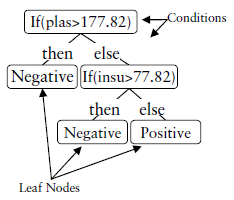 If(plas>177.82)
Conditions
then else
Negative If(insu>77.82)
then else
Negative Positive
Leaf Nodes